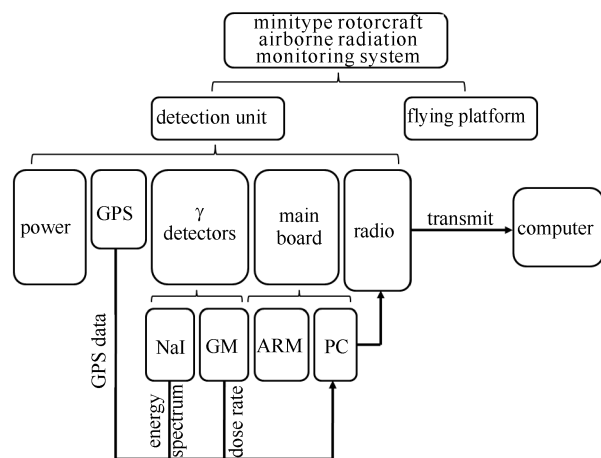 minitype rotorcraft
airborne radiation
monitoring system
detection unit
flying platform
power
GPS
γ
detectors
main
board
radio
transmit
computer
NaI
GM
ARM
PC
GPS data
energy
spectrum
dose rate